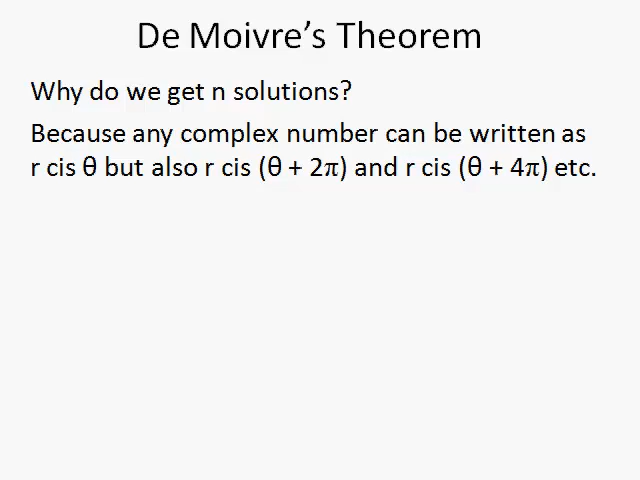 De Moivre's Theorem
Why do we get n solutions?
Because any complex number can be written as
r cis θ but also r cis (θ + 2π) and r cis (θ + 4π) etc.